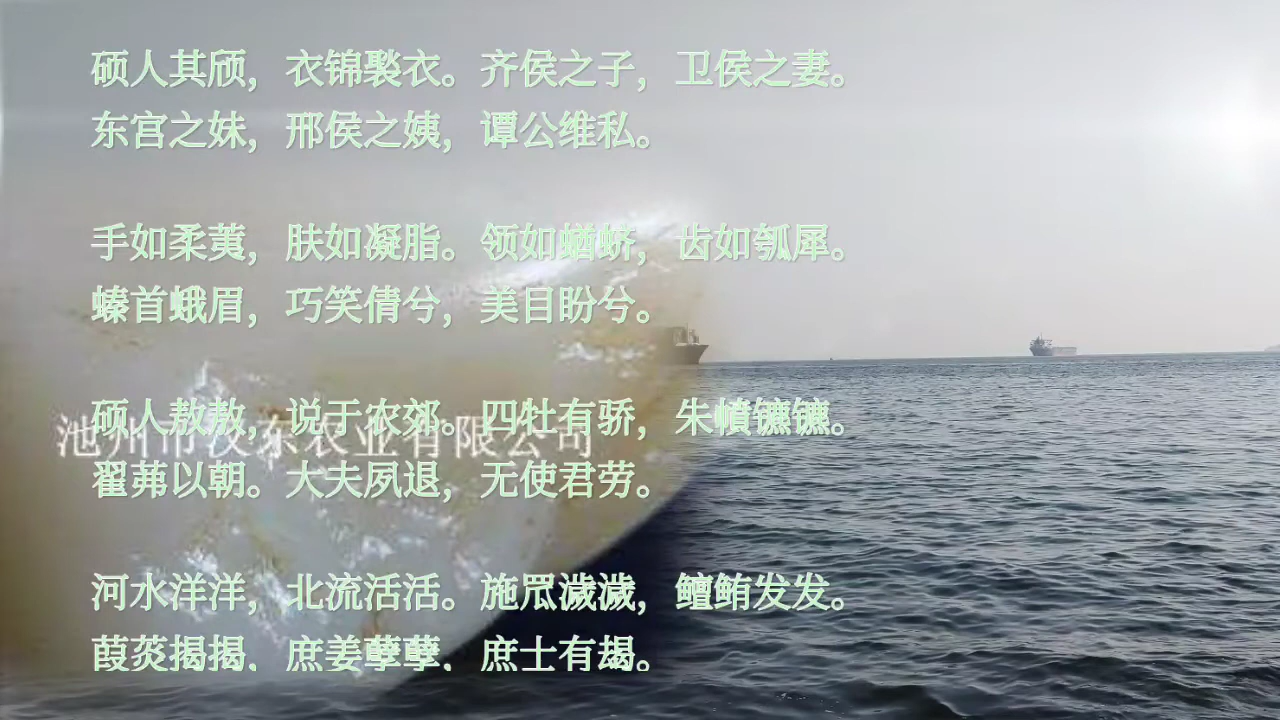 硕人其颀，衣锦褧衣。齐侯之子，卫侯之妻。
东宫之妹，邢侯之姨，谭公维私。
手如柔荑，肤如凝脂。领如蝤蛴，齿如瓠犀。
螓首蛾眉，巧笑倩兮，美目盼兮。
硕人敖敖，说于农郊。四牡有骄，朱幩镳镳。
池州市汉东农业有限公司
翟茀以朝。大夫夙退，无使君劳。
河水洋洋，北流活活。施罛濊濊，鳣鲔发发。
葭菼揭揭，庶姜孽孽，庶士有朅。